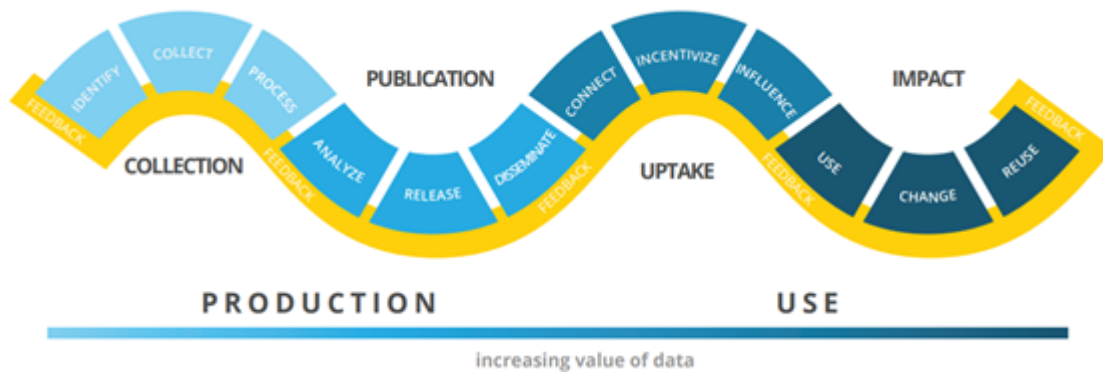 FEEDBACK
IDENTIFY
COLLECT
PROCESS
COLLECTION
FEEDBACK
ANALYZE
RELEASE
DISSEMINATE
PUBLICATION
FEEDBACK
CONNECT
INCENTIVIZE
INFLUENCE
UPTAKE
FEEDBACK
USE
CHANGE
REUSE
IMPACT
FEEDBACK
PRODUCTION
USE
increasing value of data